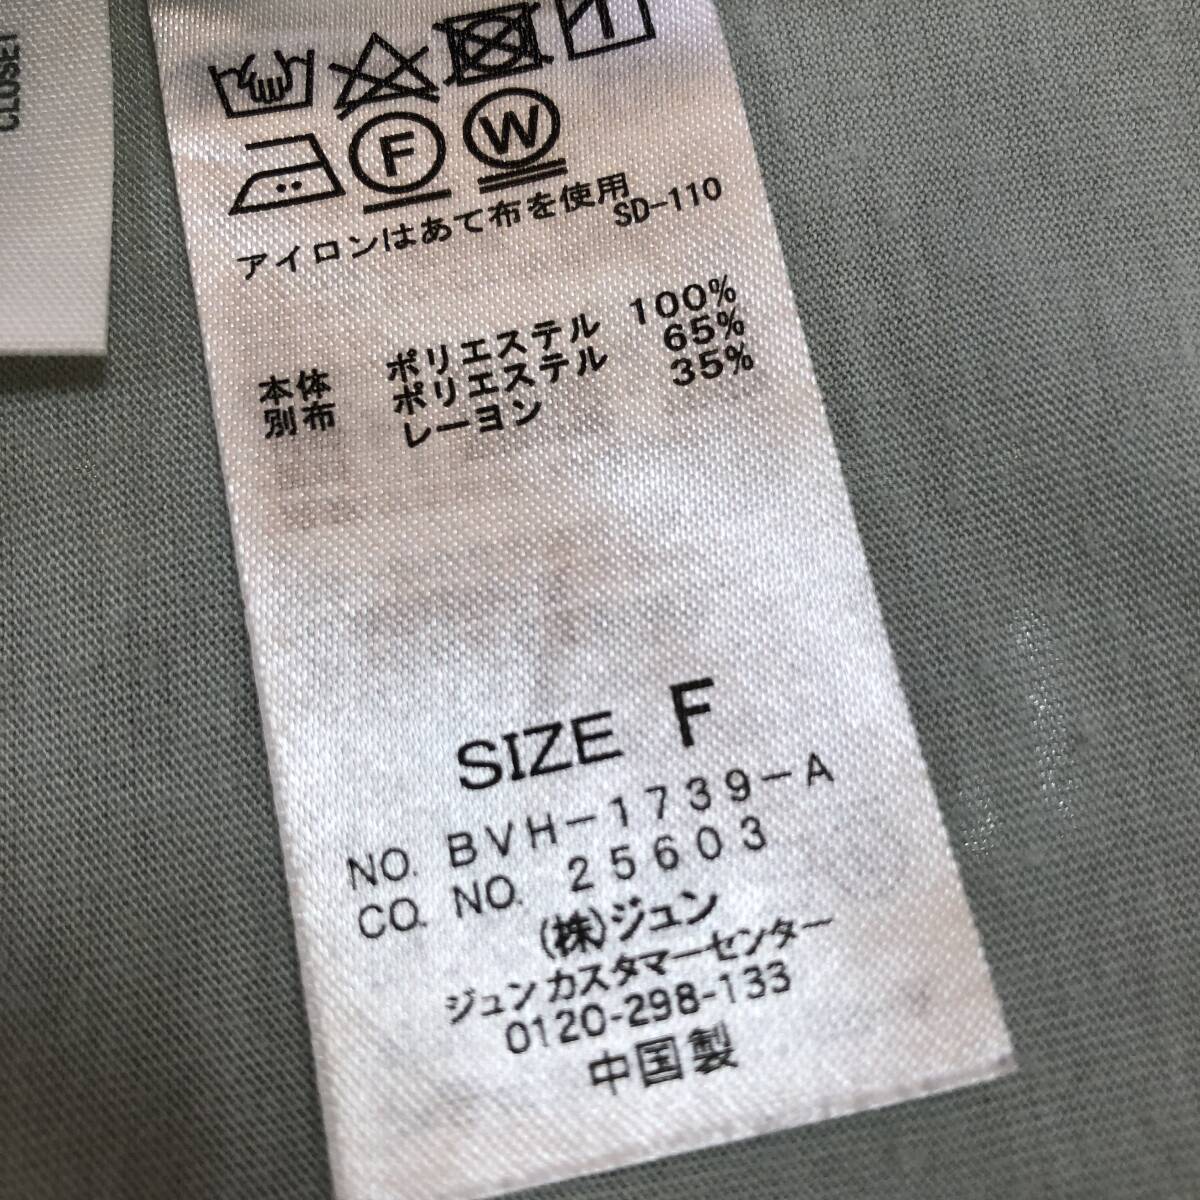 F W
アイロンはあて布を使用
SD-110
本体 ポリエステル 100%
別布 ポリエステル 65%
レーヨン 35%
SIZE F
NO. BVH-1739-A
CO. NO. 25603
(株)ジュン
ジュンカスタマーセンター
0120-298-133
中国製
CLOSET